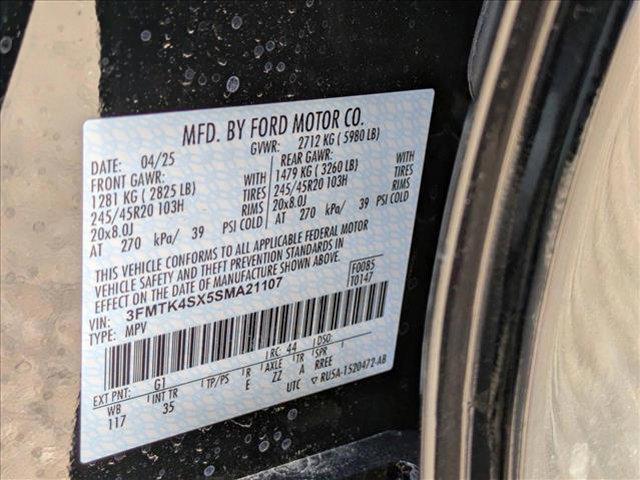 MFD. BY FORD MOTOR CO.
DATE: 04/25 GVWR: 2712 KG ( 5980 LB)
FRONT GAWR: REAR GAWR:
1281 KG ( 2825 LB) WITH 1479 KG ( 3260 LB) WITH
245/45R20 103H TIRES 245/45R20 103H TIRES
20x8.0J RIMS 20x8.0J RIMS
AT 270 kPa/ 39 PSI COLD AT 270 kPa/ 39 PSI COLD
THIS VEHICLE CONFORMS TO ALL APPLICABLE FEDERAL MOTOR
VEHICLE SAFETY AND THEFT PREVENTION STANDARDS IN
EFFECT ON THE DATE OF MANUFACTURE SHOWN ABOVE.
VIN: 3FMTK4SX5SMA21107 F0085
TYPE: MPV T0147
EXT PNT: G1 RC: 44 DSO:
WB INT TR TP/PS R AXLE TR SPR
117 35 E ZZ A RREE
UTC RU5A-1520472-AB